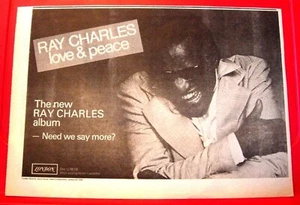 RAY CHARLES
love & peace
The new
RAY CHARLES
album
— Need we say more?
LONDON